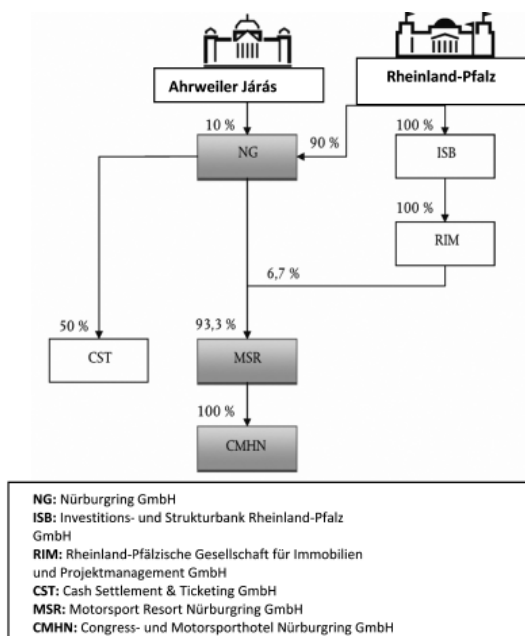 Ahrweiler Járás
Rheinland-Pfalz
10 %
90 %
100 %
NG
ISB
100 %
RIM
6,7 %
50 %
93,3 %
CST
MSR
100 %
CMHN
NG: Nürburgring GmbH
ISB: Investitions- und Strukturbank Rheinland-Pfalz
GmbH
RIM: Rheinland-Pfälzische Gesellschaft für Immobilien
und Projektmanagement GmbH
CST: Cash Settlement & Ticketing GmbH
MSR: Motorsport Resort Nürburgring GmbH
CMHN: Congress- und Motorsporthotel Nürburgring GmbH